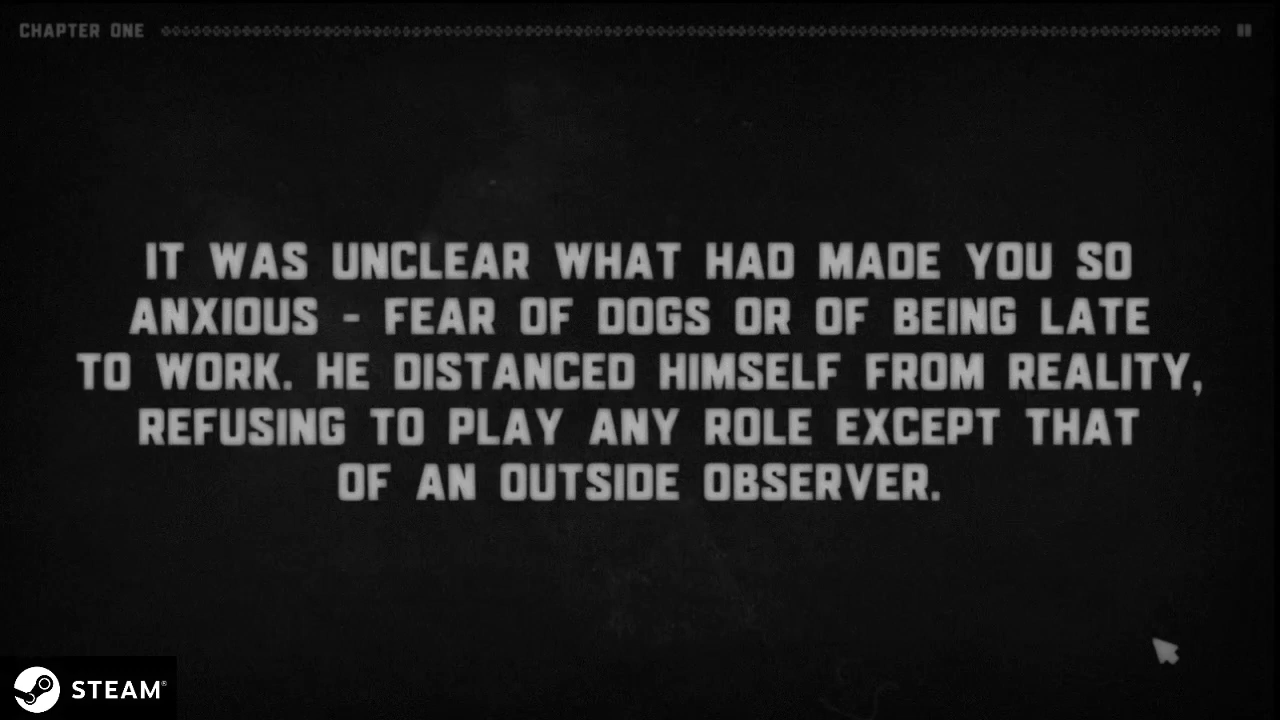 CHAPTER ONE
IT WAS UNCLEAR WHAT HAD MADE YOU SO
ANXIOUS - FEAR OF DOGS OR OF BEING LATE
TO WORK. HE DISTANCED HIMSELF FROM REALITY,
REFUSING TO PLAY ANY ROLE EXCEPT THAT
OF AN OUTSIDE OBSERVER.
STEAM®